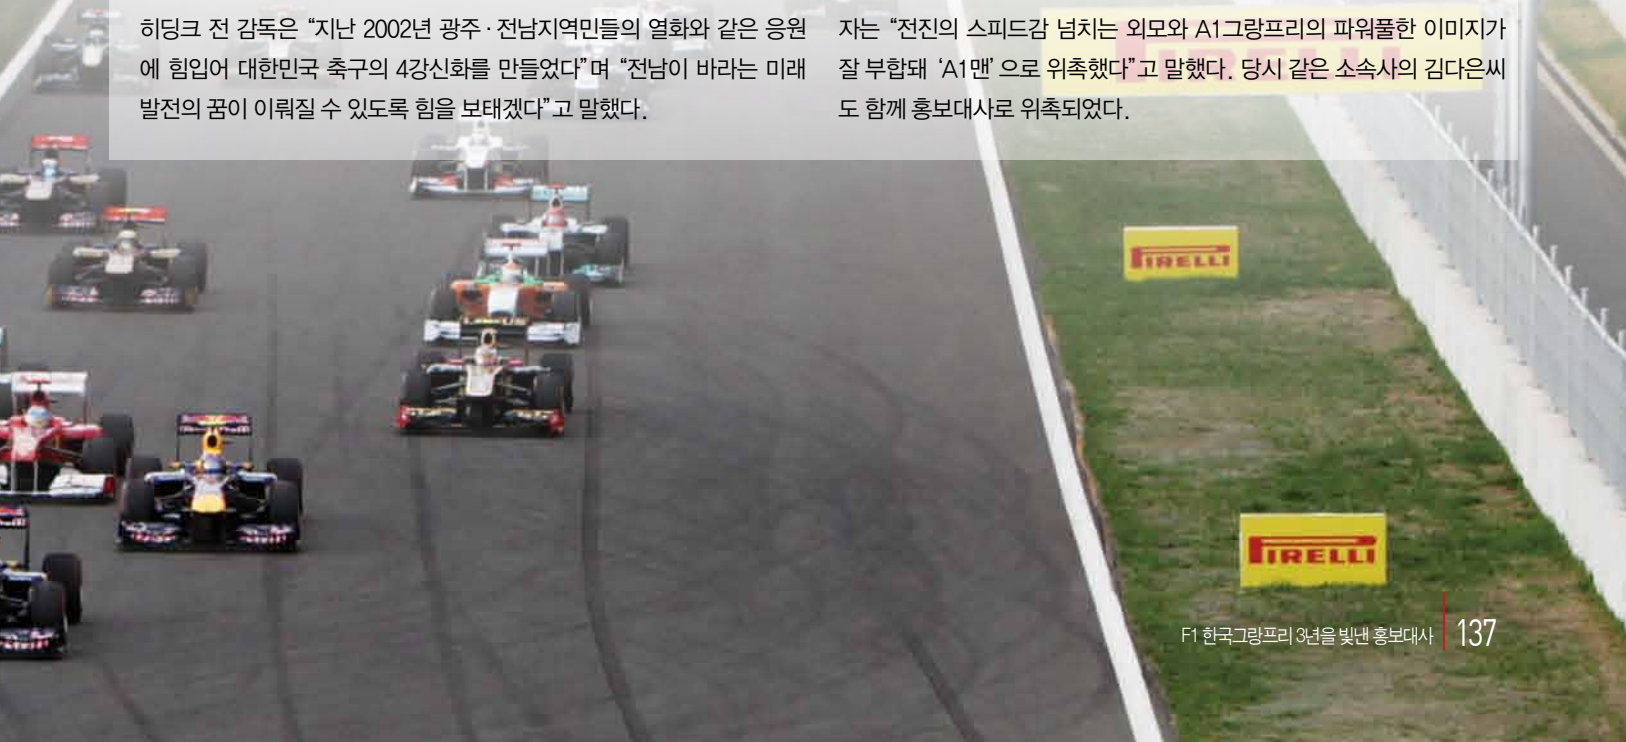 히딩크 전 감독은 “지난 2002년 광주·전남지역민들의 열화와 같은 응원
에 힘입어 대한민국 축구의 4강신화를 만들었다”며 “전남이 바라는 미래
발전의 꿈이 이뤄질 수 있도록 힘을 보태겠다”고 말했다.
자는 “전진의 스피드감 넘치는 외모와 A1그랑프리의 파워풀한 이미지가
잘 부합돼 ‘A1맨’으로 위촉했다”고 말했다. 당시 같은 소속사의 김다은씨
도 함께 홍보대사로 위촉되었다.
PIRELLI
PIRELLI
PIRELLI
F1 한국그랑프리 3년을 빛낸 홍보대사 137